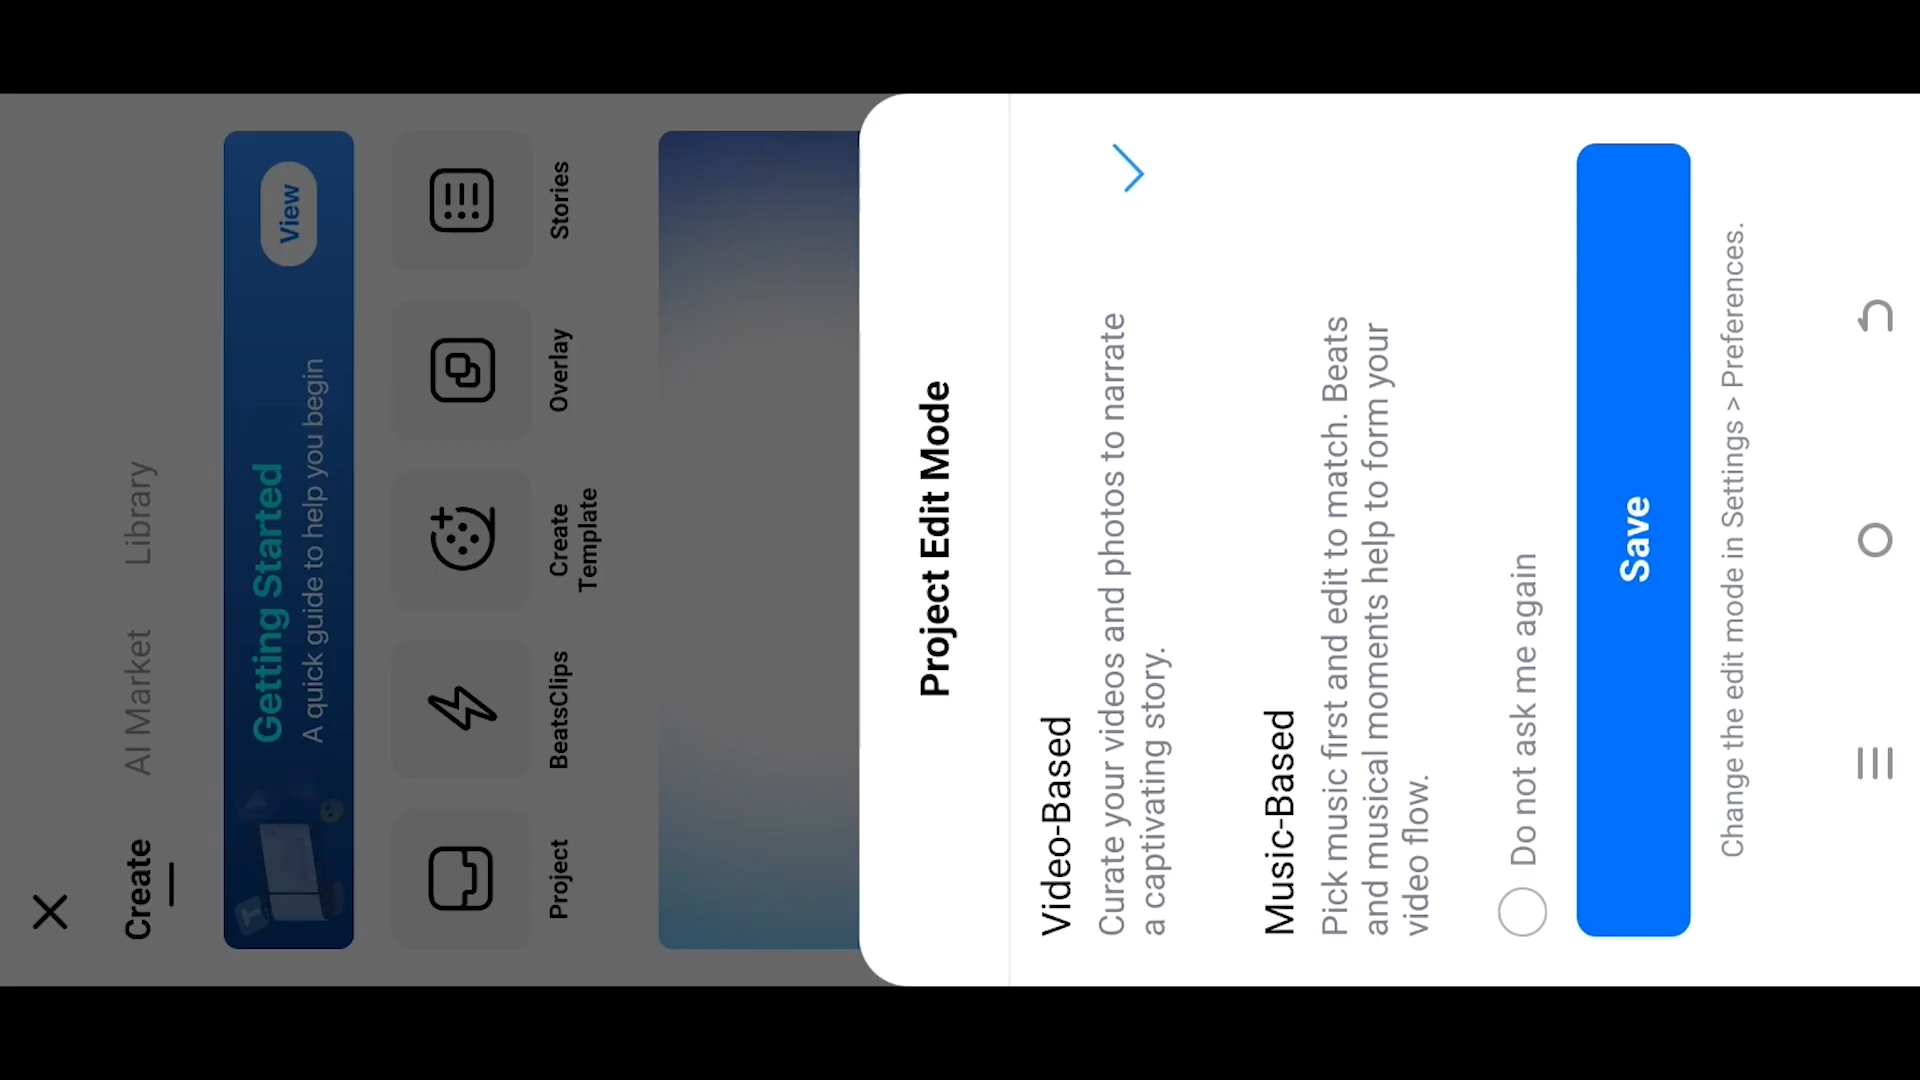 Create AI Market Library
Getting Started
A quick guide to help you begin
View
Project BeatsClips Create Overlay Stories
Template
Project Edit Mode
Video-Based
Curate your videos and photos to narrate
a captivating story.
Music-Based
Pick music first and edit to match. Beats
and musical moments help to form your
video flow.
Do not ask me again
Save
Change the edit mode in Settings > Preferences.